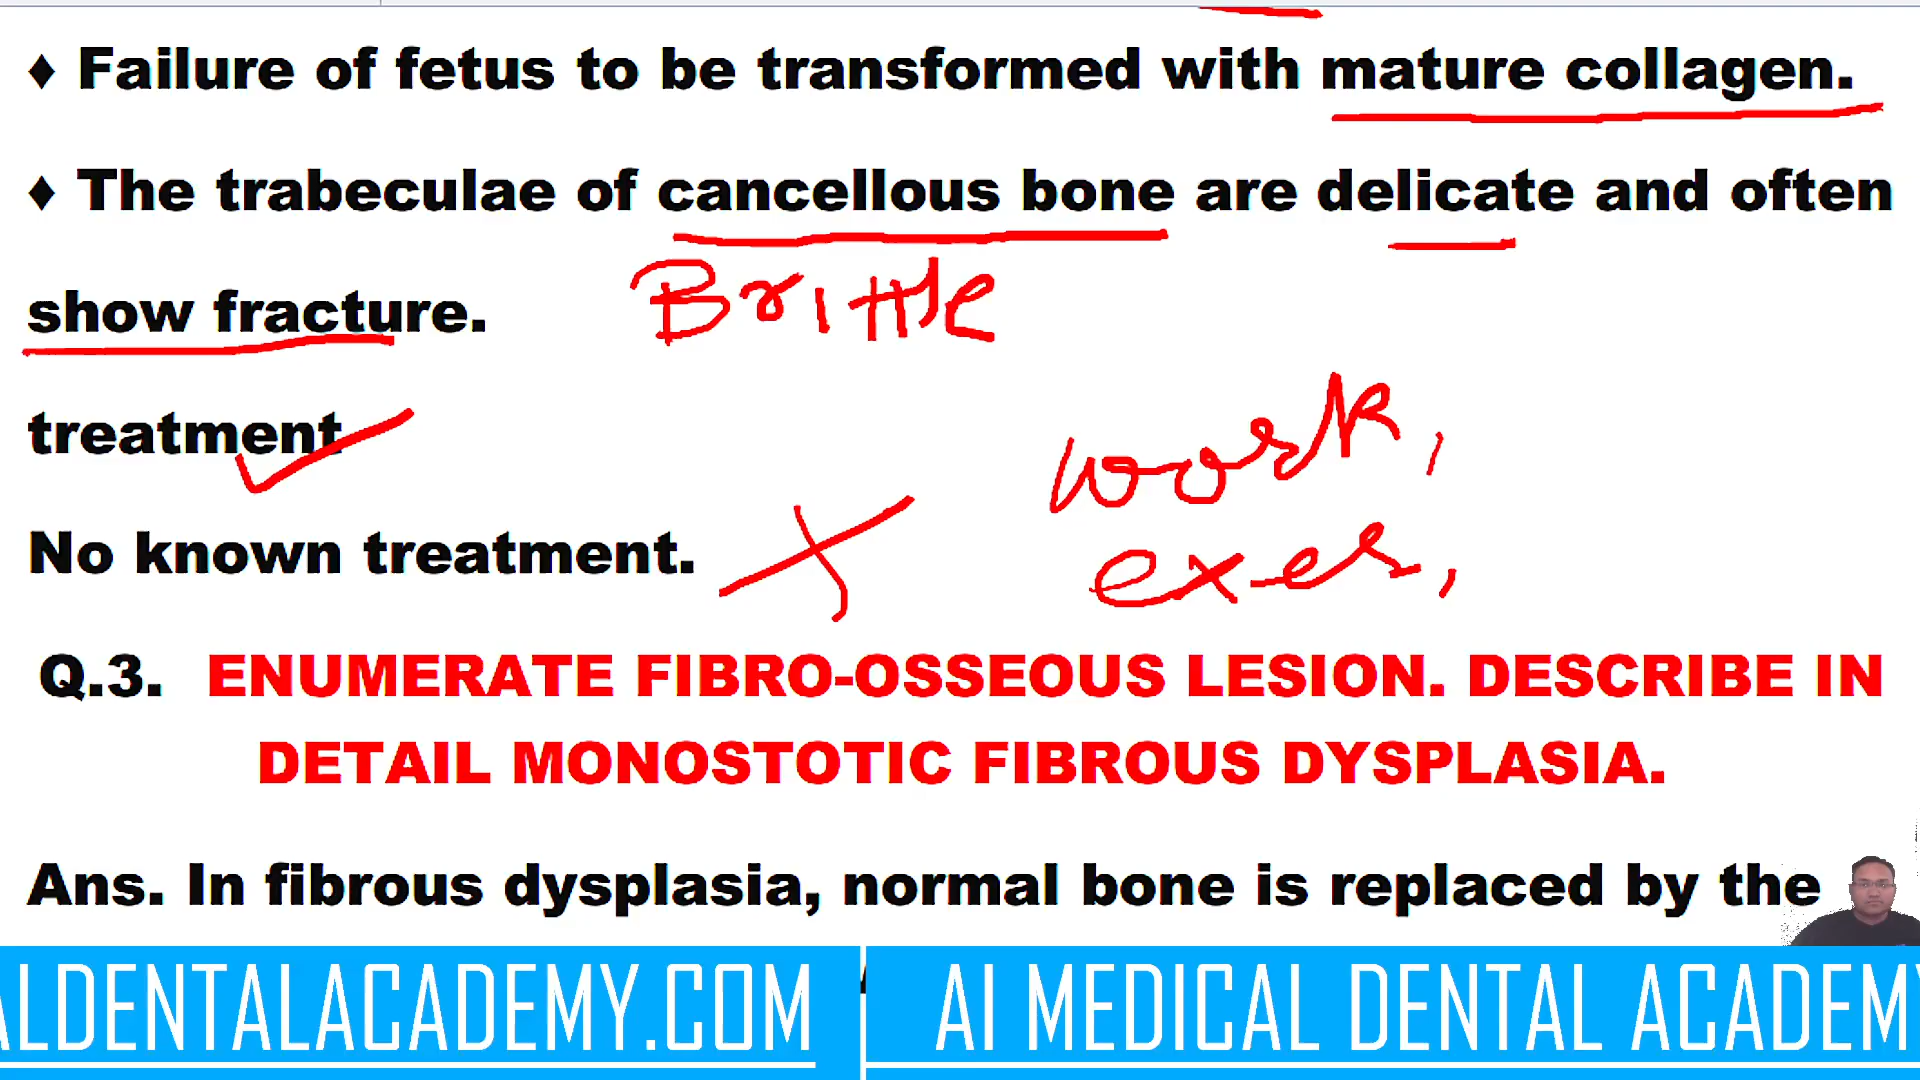 ♦ Failure of fetus to be transformed with mature collagen.
♦ The trabeculae of cancellous bone are delicate and often
show fracture.
Brittle
treatment
work,
No known treatment.
exer,
Q.3. ENUMERATE FIBRO-OSSEOUS LESION. DESCRIBE IN
DETAIL MONOSTOTIC FIBROUS DYSPLASIA.
Ans. In fibrous dysplasia, normal bone is replaced by the
ALDENTALACADEMY.COM
AI MEDICAL DENTAL ACADEMY